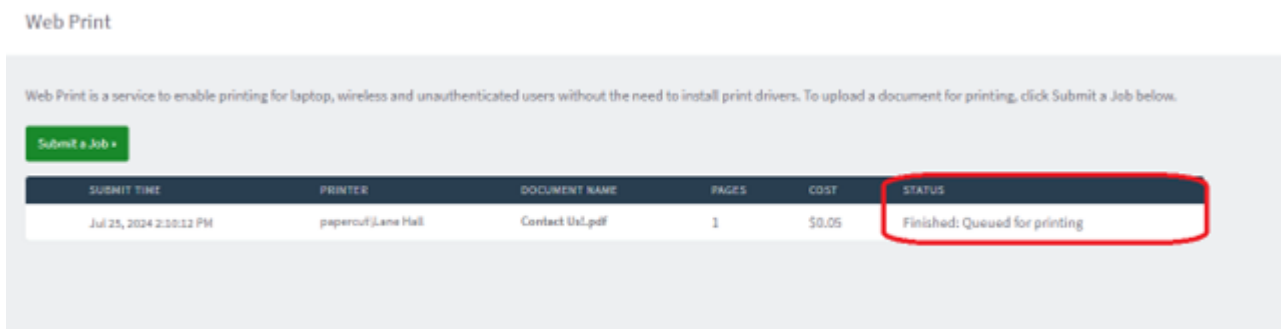 Web Print
Web Print is a service to enable printing for laptop, wireless and unauthenticated users without the need to install print drivers. To upload a document for printing, click Submit a Job below.
Submit a Job »
SUBMIT TIME PRINTER DOCUMENT NAME PAGES COST STATUS
Jul 25, 2024 2:10:12 PM papercut\Lane Hall Contact Us!.pdf 1 $0.05 Finished: Queued for printing